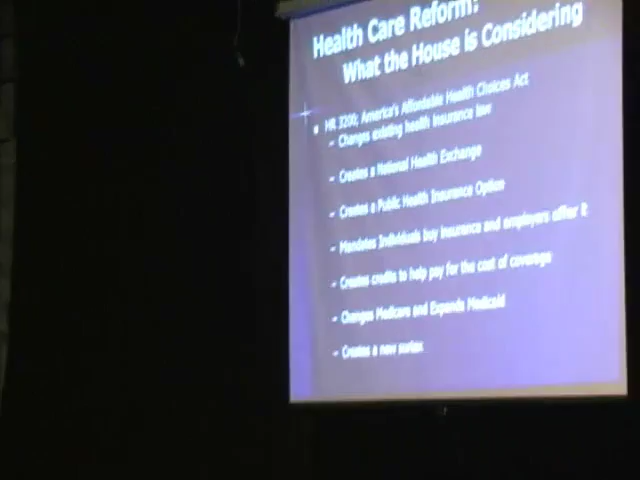 Health Care Reform:
What the House is Considering
HR 3200; America's Affordable Health Choices Act
– Changes existing health insurance law
– Creates a National Health Exchange
– Creates a Public Health Insurance Option
– Mandates individuals buy insurance and employers offer it
– Creates credits to help pay for the cost of coverage
– Changes Medicare and Expands Medicaid
– Creates a new